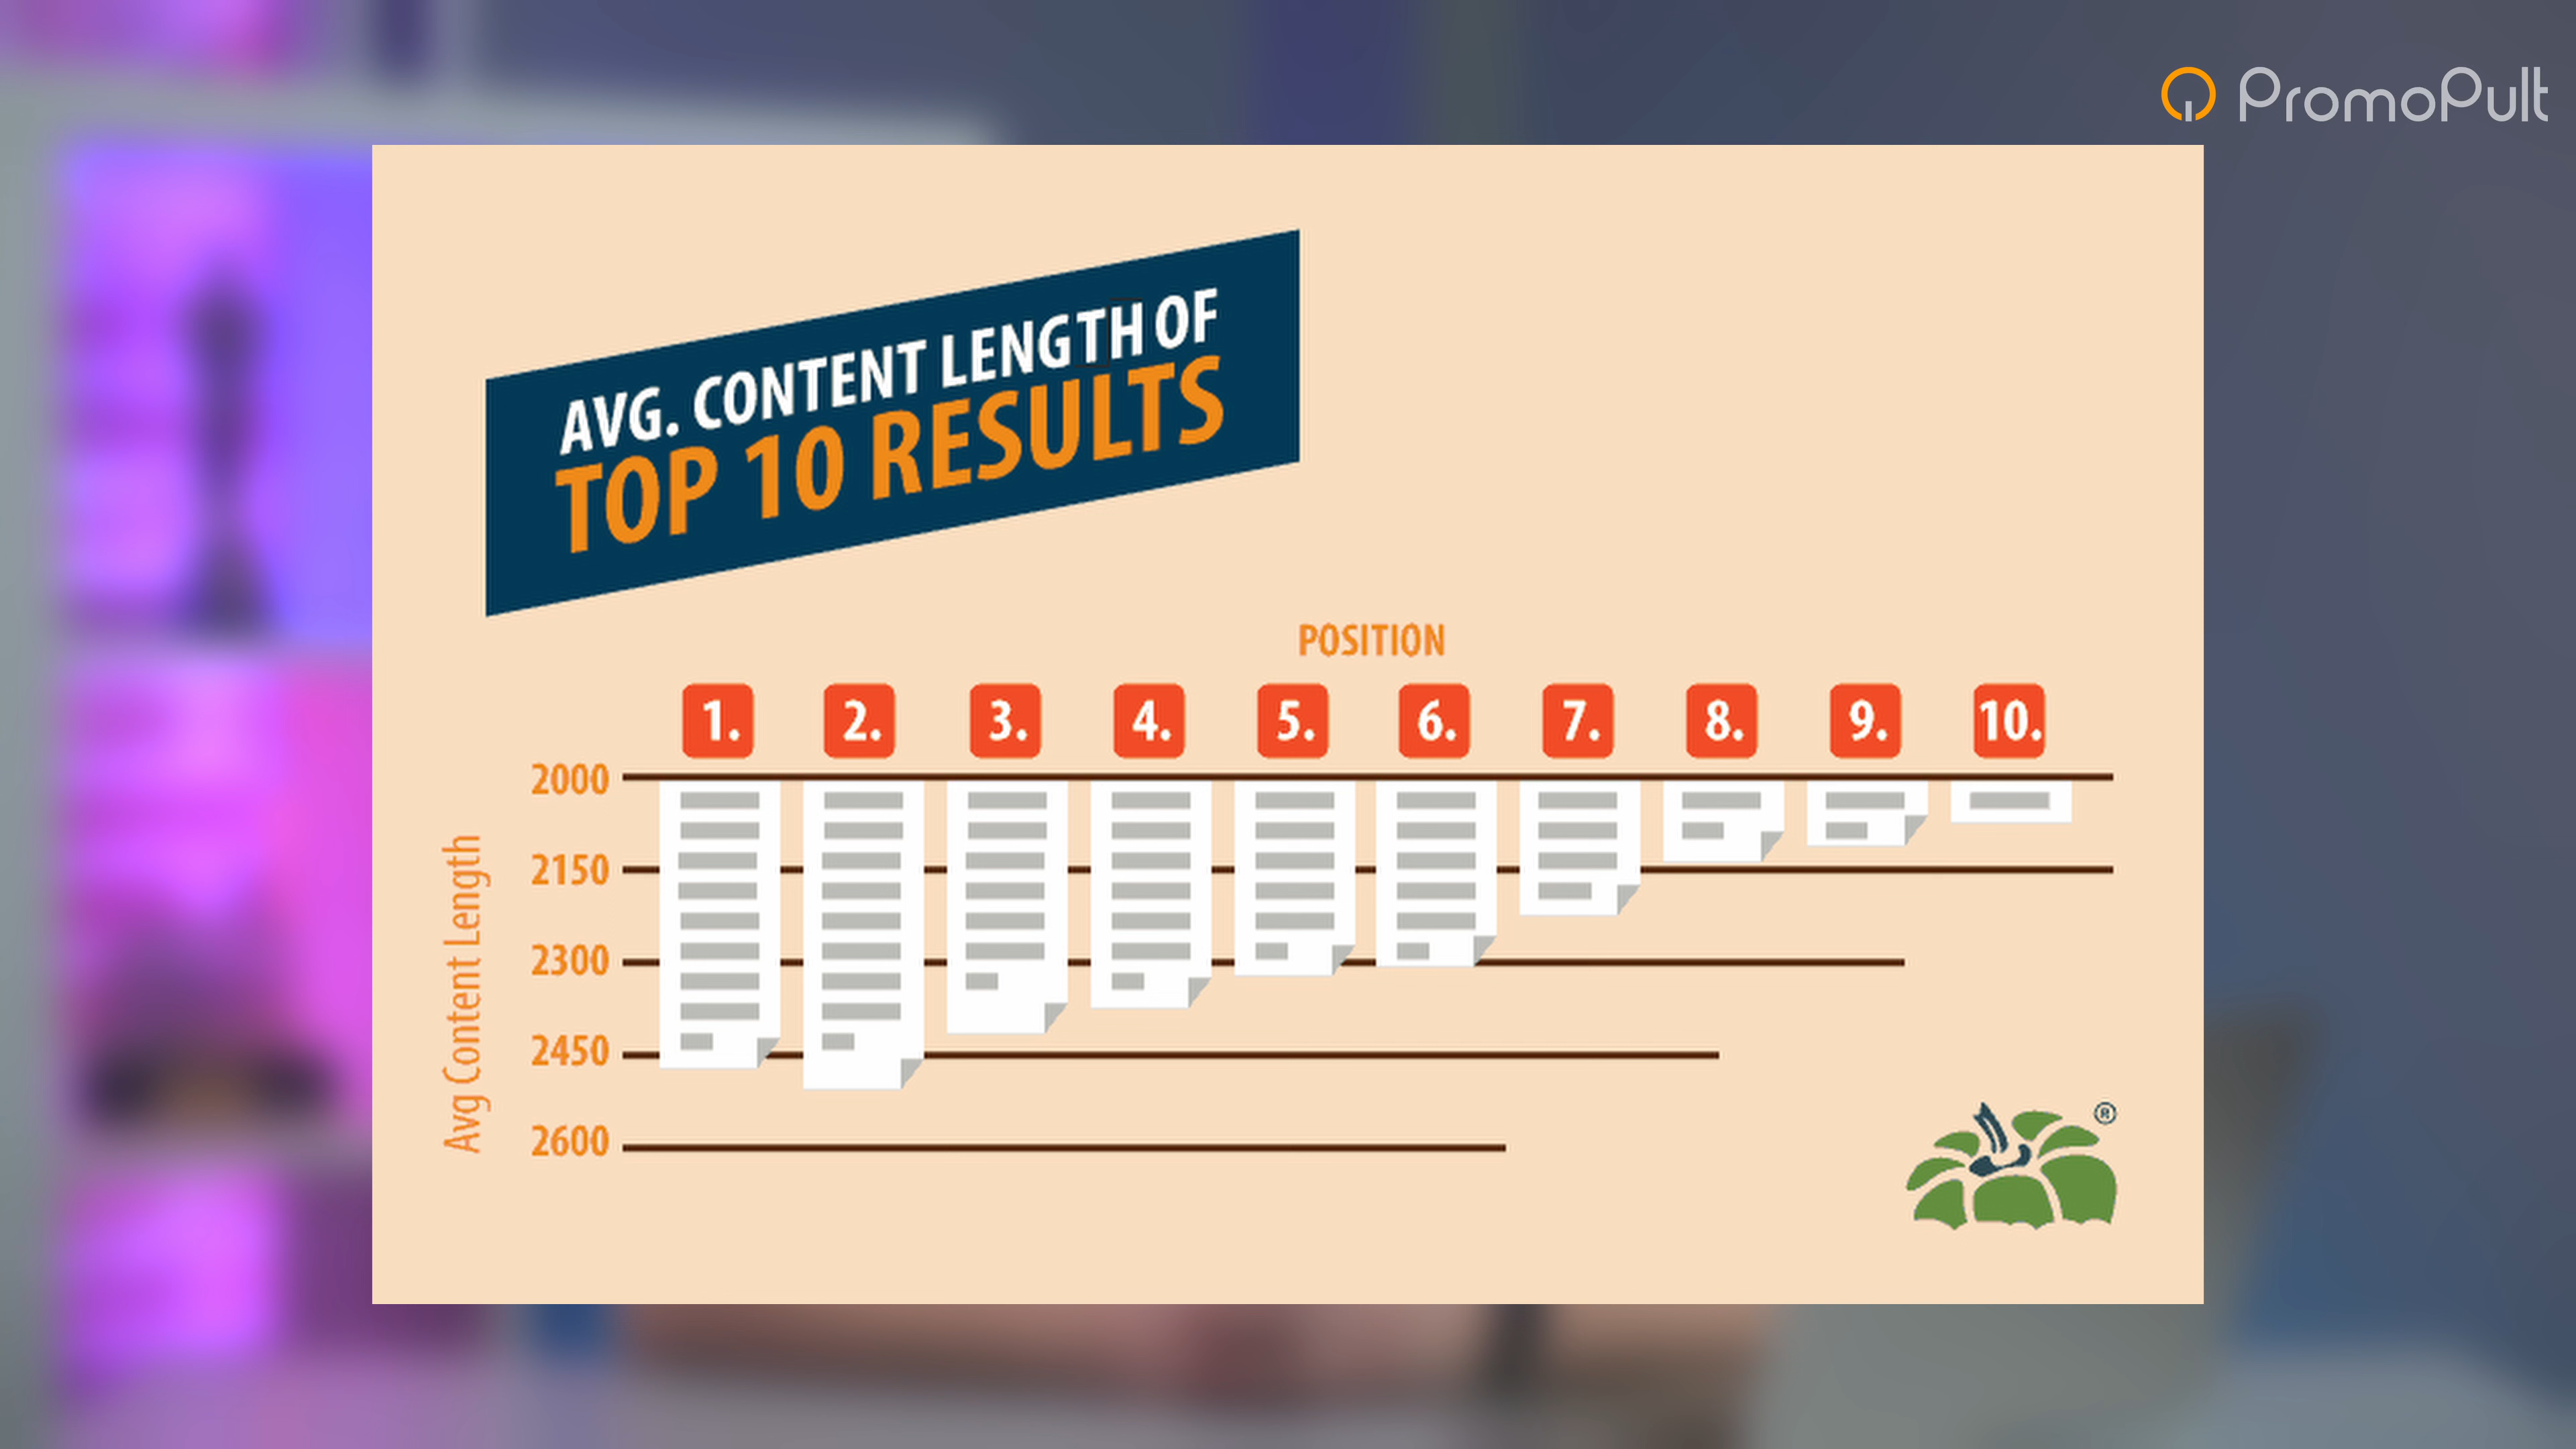 PromoPult
AVG. CONTENT LENGTH OF
TOP 10 RESULTS
POSITION
1. 2. 3. 4. 5. 6. 7. 8. 9. 10.
Avg Content Length
2000
2150
2300
2450
2600
®